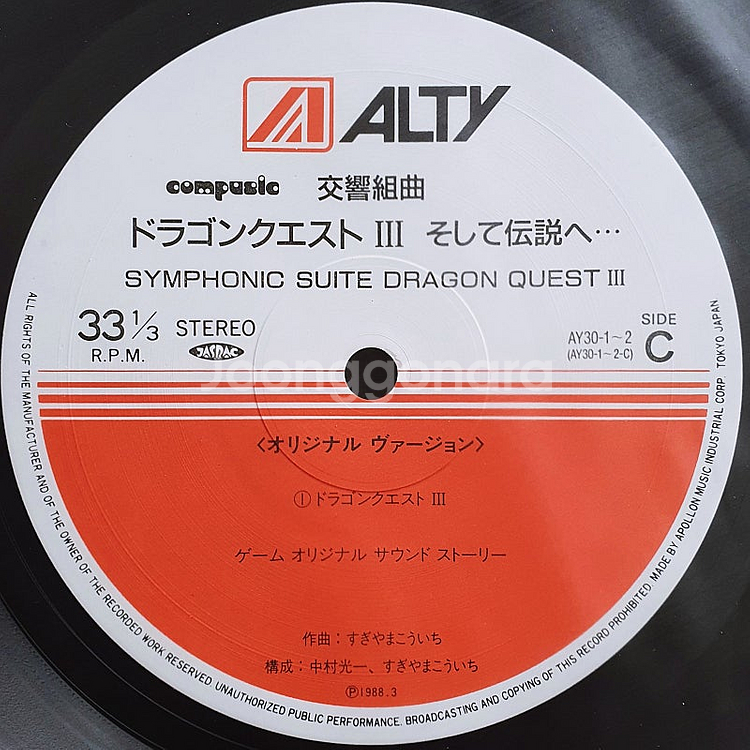 ALTY
compusic 交響組曲
ドラゴンクエスト III そして伝説へ…
SYMPHONIC SUITE DRAGON QUEST III
33 1/3 STEREO
R.P.M. JASRAC
AY30-1~2
(AY30-1~2-C)
SIDE
C
Joonggonara
〈オリジナル ヴァージョン〉
①ドラゴンクエスト III
ゲーム オリジナル サウンド ストーリー
作曲：すぎやまこういち
構成：中村光一、すぎやまこういち
Ⓟ1988.3
ALL RIGHTS OF THE MANUFACTURER AND OF THE OWNER OF THE RECORDED WORK RESERVED. UNAUTHORIZED PUBLIC PERFORMANCE. BROADCASTING AND COPYING OF THIS RECORD PROHIBITED. MADE BY APOLLON MUSIC INDUSTRIAL CORP. TOKYO JAPAN